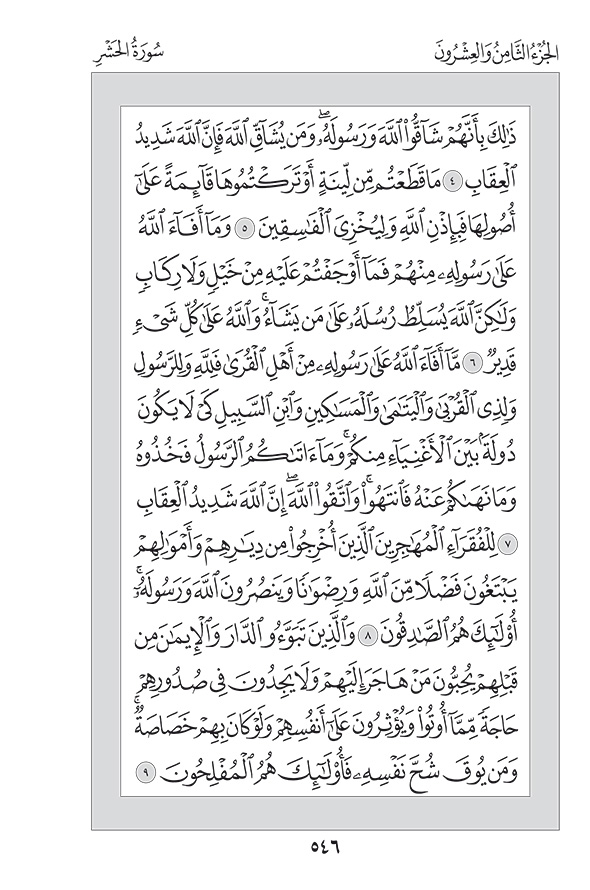 الجُزْءُ الثَّامِنُ وَالعِشْرُونَ
سُورَةُ الحَشْرِ
ذَٰلِكَ بِأَنَّهُمۡ شَآقُّواْ ٱللَّهَ وَرَسُولَهُۥۖ وَمَن يُشَآقِّ ٱللَّهَ فَإِنَّ ٱللَّهَ شَدِيدُ
ٱلۡعِقَابِ ٤ مَا قَطَعۡتُم مِّن لِّينَةٍ أَوۡ تَرَكۡتُمُوهَا قَآئِمَةً عَلَىٰٓ
أُصُولِهَا فَبِإِذۡنِ ٱللَّهِ وَلِيُخۡزِيَ ٱلۡفَٰسِقِينَ ٥ وَمَآ أَفَآءَ ٱللَّهُ
عَلَىٰ رَسُولِهِۦ مِنۡهُمۡ فَمَآ أَوۡجَفۡتُمۡ عَلَيۡهِ مِنۡ خَيۡلٖ وَلَا رِكَابٖ
وَلَٰكِنَّ ٱللَّهَ يُسَلِّطُ رُسُلَهُۥ عَلَىٰ مَن يَشَآءُۚ وَٱللَّهُ عَلَىٰ كُلِّ شَيۡءٖ
قَدِيرٞ ٦ مَّآ أَفَآءَ ٱللَّهُ عَلَىٰ رَسُولِهِۦ مِنۡ أَهۡلِ ٱلۡقُرَىٰ فَلِلَّهِ وَلِلرَّسُولِ
وَلِذِي ٱلۡقُرۡبَىٰ وَٱلۡيَتَٰمَىٰ وَٱلۡمَسَٰكِينِ وَٱبۡنِ ٱلسَّبِيلِ كَيۡ لَا يَكُونَ
دُولَةَۢ بَيۡنَ ٱلۡأَغۡنِيَآءِ مِنكُمۡۚ وَمَآ ءَاتَىٰكُمُ ٱلرَّسُولُ فَخُذُوهُ
وَمَا نَهَىٰكُمۡ عَنۡهُ فَٱنتَهُواْۚ وَٱتَّقُواْ ٱللَّهَۖ إِنَّ ٱللَّهَ شَدِيدُ ٱلۡعِقَابِ
٧ لِلۡفُقَرَآءِ ٱلۡمُهَٰجِرِينَ ٱلَّذِينَ أُخۡرِجُواْ مِن دِيَٰرِهِمۡ وَأَمۡوَٰلِهِمۡ
يَبۡتَغُونَ فَضۡلٗا مِّنَ ٱللَّهِ وَرِضۡوَٰنٗا وَيَنصُرُونَ ٱللَّهَ وَرَسُولَهُۥٓۚ
أُوْلَٰٓئِكَ هُمُ ٱلصَّٰدِقُونَ ٨ وَٱلَّذِينَ تَبَوَّءُو ٱلدَّارَ وَٱلۡإِيمَٰنَ مِن
قَبۡلِهِمۡ يُحِبُّونَ مَنۡ هَاجَرَ إِلَيۡهِمۡ وَلَا يَجِدُونَ فِي صُدُورِهِمۡ
حَاجَةٗ مِّمَّآ أُوتُواْ وَيُؤۡثِرُونَ عَلَىٰٓ أَنفُسِهِمۡ وَلَوۡ كَانَ بِهِمۡ خَصَاصَةٞۚ
وَمَن يُوقَ شُحَّ نَفۡسِهِۦ فَأُوْلَٰٓئِكَ هُمُ ٱلۡمُفۡلِحُونَ ٩
٥٤٦